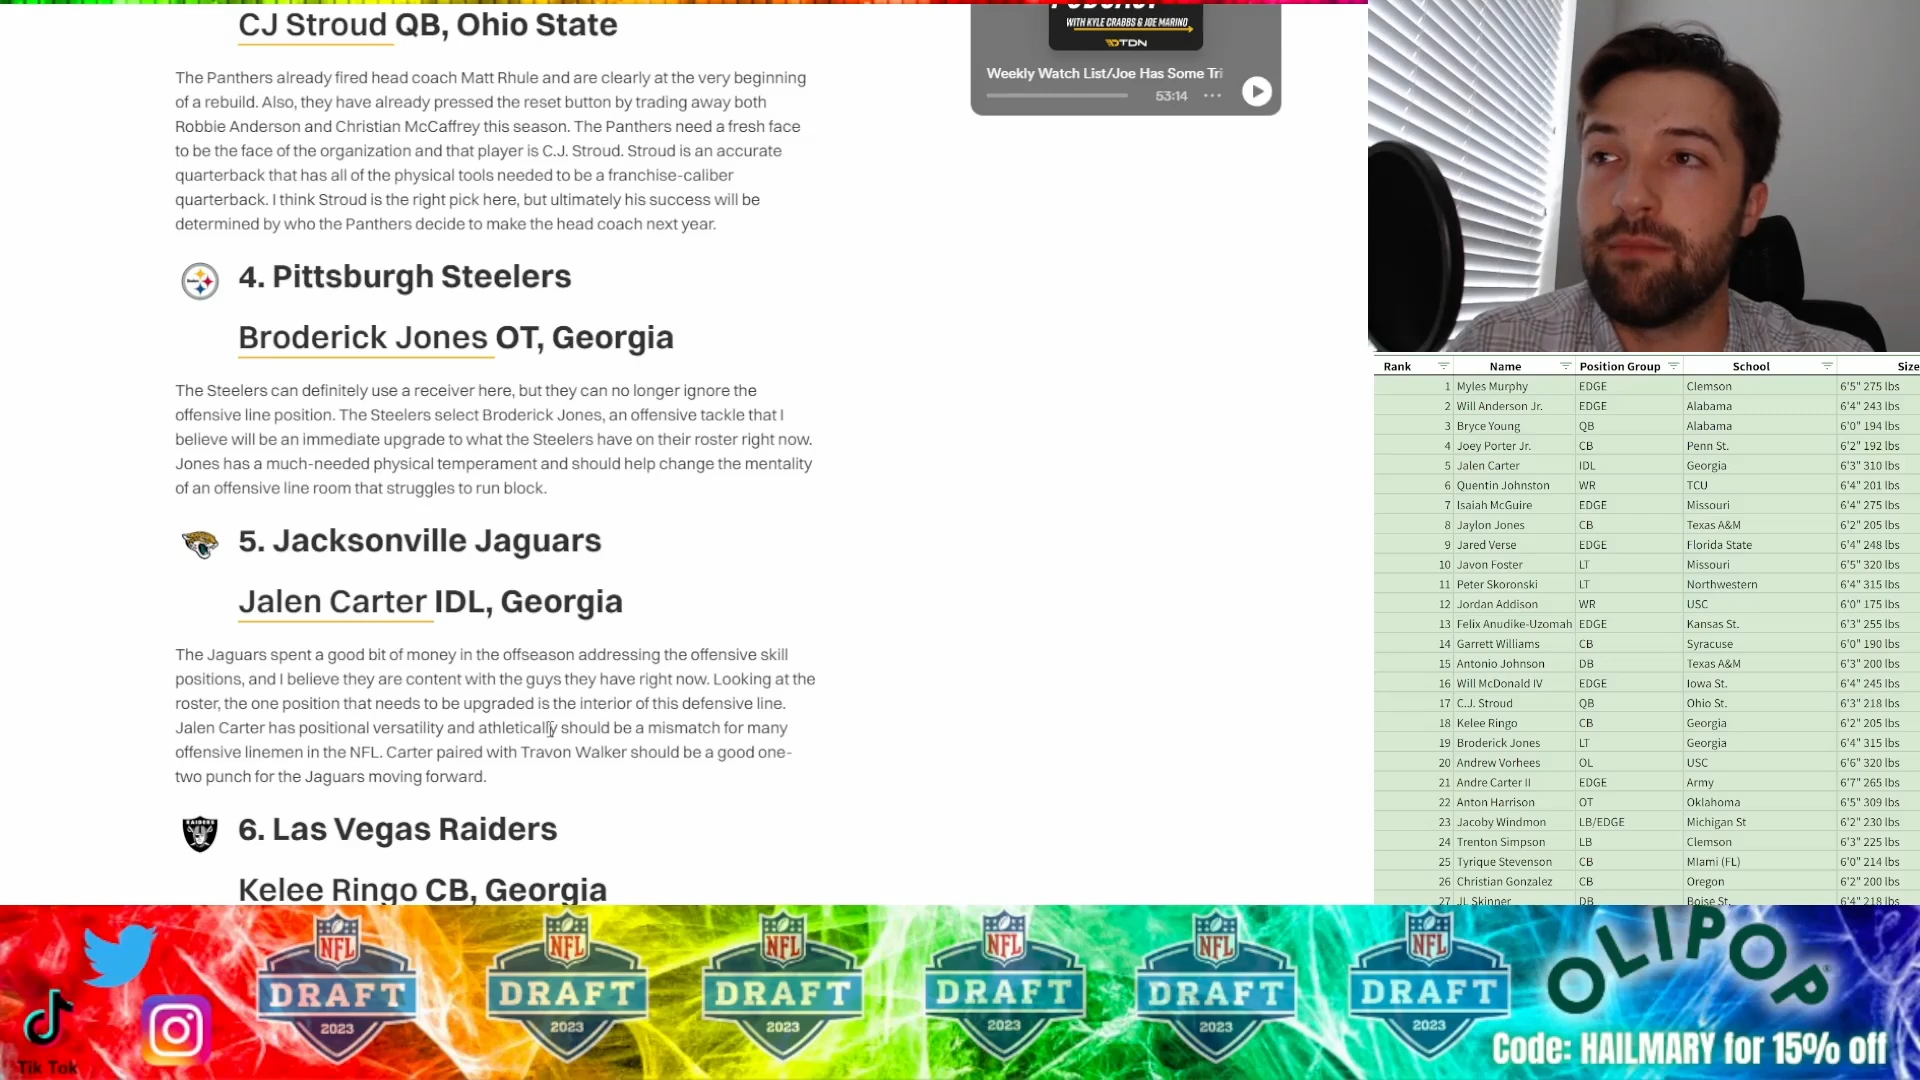 CJ Stroud QB, Ohio State
The Panthers already fired head coach Matt Rhule and are clearly at the very beginning
of a rebuild. Also, they have already pressed the reset button by trading away both
Robbie Anderson and Christian McCaffrey this season. The Panthers need a fresh face
to be the face of the organization and that player is C.J. Stroud. Stroud is an accurate
quarterback that has all of the physical tools needed to be a franchise-caliber
quarterback. I think Stroud is the right pick here, but ultimately his success will be
determined by who the Panthers decide to make the head coach next year.
4. Pittsburgh Steelers
Broderick Jones OT, Georgia
The Steelers can definitely use a receiver here, but they can no longer ignore the
offensive line position. The Steelers select Broderick Jones, an offensive tackle that I
believe will be an immediate upgrade to what the Steelers have on their roster right now.
Jones has a much-needed physical temperament and should help change the mentality
of an offensive line room that struggles to run block.
5. Jacksonville Jaguars
Jalen Carter IDL, Georgia
The Jaguars spent a good bit of money in the offseason addressing the offensive skill
positions, and I believe they are content with the guys they have right now. Looking at the
roster, the one position that needs to be upgraded is the interior of this defensive line.
Jalen Carter has positional versatility and athletically should be a mismatch for many
offensive linemen in the NFL. Carter paired with Travon Walker should be a good one-
two punch for the Jaguars moving forward.
RAIDERS
6. Las Vegas Raiders
Kelee Ringo CB, Georgia
PODCAST
WITH KYLE CRABBS & JOE MARINO
TDN
Weekly Watch List/Joe Has Some Tri
53:14 ...
Rank Name Position Group School Size
1 Myles Murphy EDGE Clemson 6'5" 275 lbs
2 Will Anderson Jr. EDGE Alabama 6'4" 243 lbs
3 Bryce Young QB Alabama 6'0" 194 lbs
4 Joey Porter Jr. CB Penn St. 6'2" 192 lbs
5 Jalen Carter IDL Georgia 6'3" 310 lbs
6 Quentin Johnston WR TCU 6'4" 201 lbs
7 Isaiah McGuire EDGE Missouri 6'4" 275 lbs
8 Jaylon Jones CB Texas A&M 6'2" 205 lbs
9 Jared Verse EDGE Florida State 6'4" 248 lbs
10 Javon Foster LT Missouri 6'5" 320 lbs
11 Peter Skoronski LT Northwestern 6'4" 315 lbs
12 Jordan Addison WR USC 6'0" 175 lbs
13 Felix Anudike-Uzomah EDGE Kansas St. 6'3" 255 lbs
14 Garrett Williams CB Syracuse 6'0" 190 lbs
15 Antonio Johnson DB Texas A&M 6'3" 200 lbs
16 Will McDonald IV EDGE Iowa St. 6'4" 245 lbs
17 C.J. Stroud QB Ohio St. 6'3" 218 lbs
18 Kelee Ringo CB Georgia 6'2" 205 lbs
19 Broderick Jones LT Georgia 6'4" 315 lbs
20 Andrew Vorhees OL USC 6'6" 320 lbs
21 Andre Carter II EDGE Army 6'7" 265 lbs
22 Anton Harrison OT Oklahoma 6'5" 309 lbs
23 Jacoby Windmon LB/EDGE Michigan St 6'2" 230 lbs
24 Trenton Simpson LB Clemson 6'3" 225 lbs
25 Tyrique Stevenson CB MIami (FL) 6'0" 214 lbs
26 Christian Gonzalez CB Oregon 6'2" 200 lbs
27 JL Skinner DB Boise St. 6'4" 218 lbs
Tik Tok
NFL DRAFT 2023
NFL DRAFT 2023
NFL DRAFT 2023
NFL DRAFT 2023
NFL DRAFT 2023
NFL DRAFT 2023
OLIPOP
Code: HAILMARY for 15% off